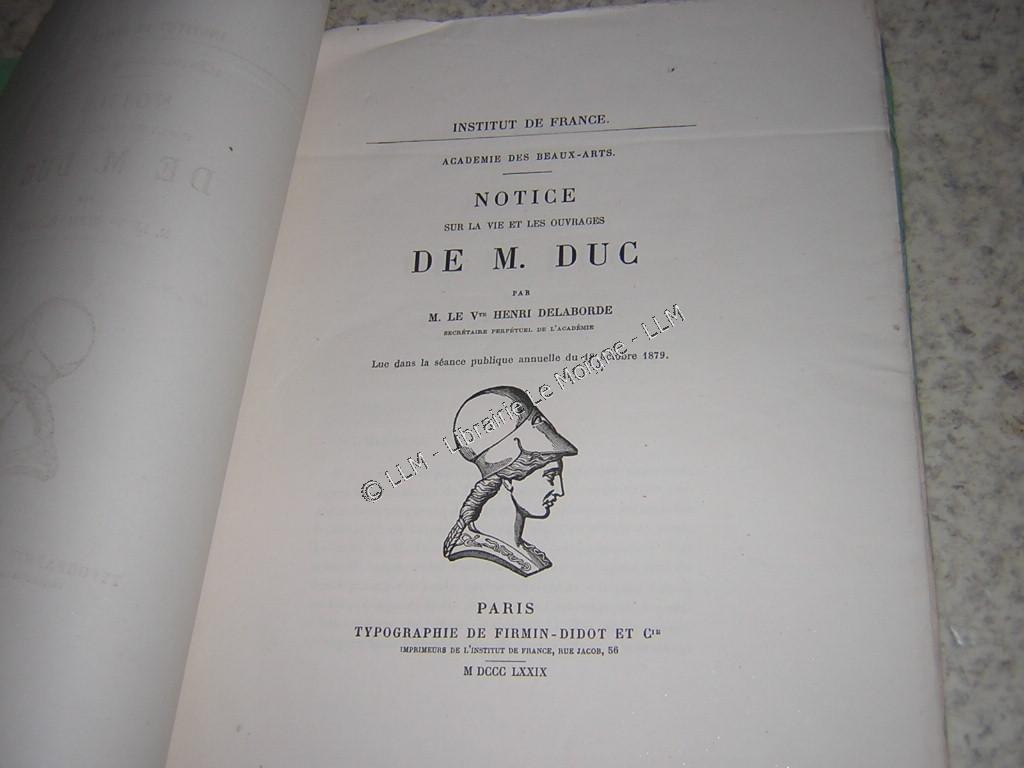 INSTITUT DE FRANCE.
ACADEMIE DES BEAUX-ARTS.
NOTICE
SUR LA VIE ET LES OUVRAGES
DE M. DUC
PAR
M. LE Vᵗᵉ HENRI DELABORDE
SECRÉTAIRE PERPÉTUEL DE L'ACADÉMIE
Lue dans la séance publique annuelle du octobre 1879.
© LLM - Librairie Le Moigne - LLM
PARIS
TYPOGRAPHIE DE FIRMIN-DIDOT ET Cⁱᵉ
IMPRIMEURS DE L'INSTITUT DE FRANCE, RUE JACOB, 56
M DCCC LXXIX